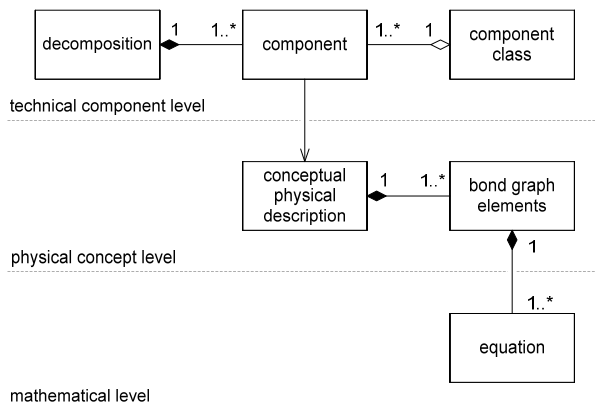 decomposition
1
1..*
component
1..*
1
component
class
technical component level
conceptual
physical
description
1
1..*
bond graph
elements
physical concept level
1
1..*
equation
mathematical level